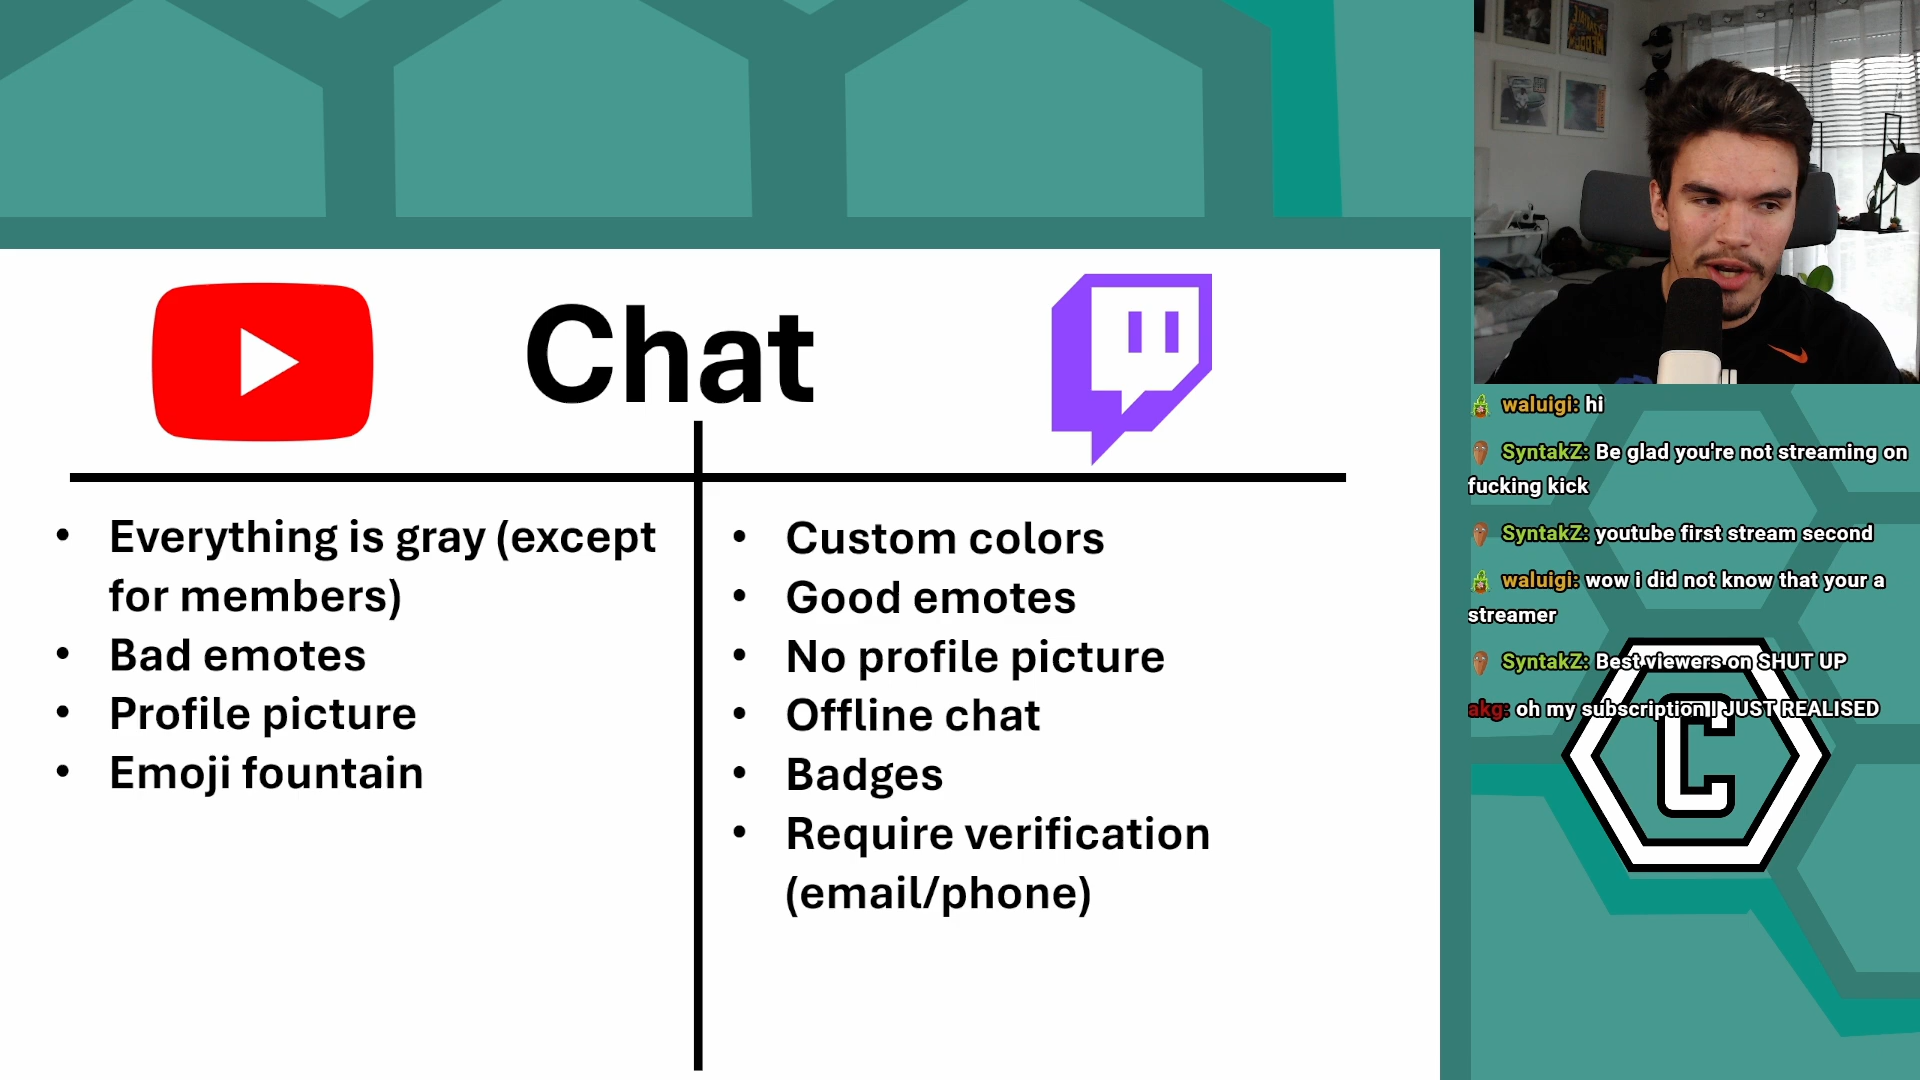 Chat
• Everything is gray (except
for members)
• Bad emotes
• Profile picture
• Emoji fountain
• Custom colors
• Good emotes
• No profile picture
• Offline chat
• Badges
• Require verification
(email/phone)
waluigi: hi
SyntakZ: Be glad you're not streaming on
fucking kick
SyntakZ: youtube first stream second
waluigi: wow i did not know that your a
streamer
SyntakZ: Best viewers on SHUT UP
akg: oh my subscription I JUST REALISED
C